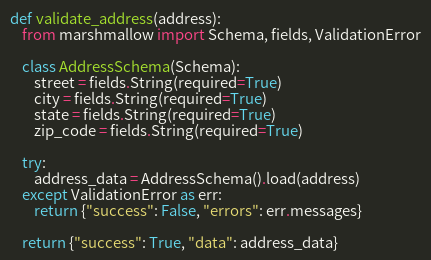 def validate_address(address):
    from marshmallow import Schema, fields, ValidationError

    class AddressSchema(Schema):
        street = fields.String(required=True)
        city = fields.String(required=True)
        state = fields.String(required=True)
        zip_code = fields.String(required=True)

    try:
        address_data = AddressSchema().load(address)
    except ValidationError as err:
        return {"success": False, "errors": err.messages}

    return {"success": True, "data": address_data}